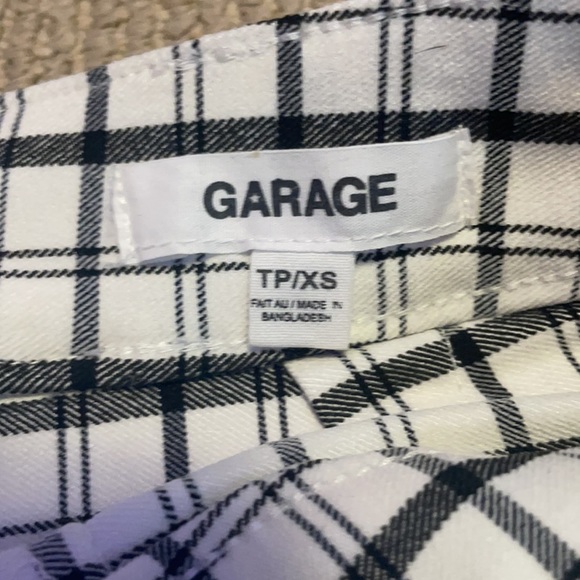 GARAGE
TP/XS
FAIT AU / MADE IN
BANGLADESH